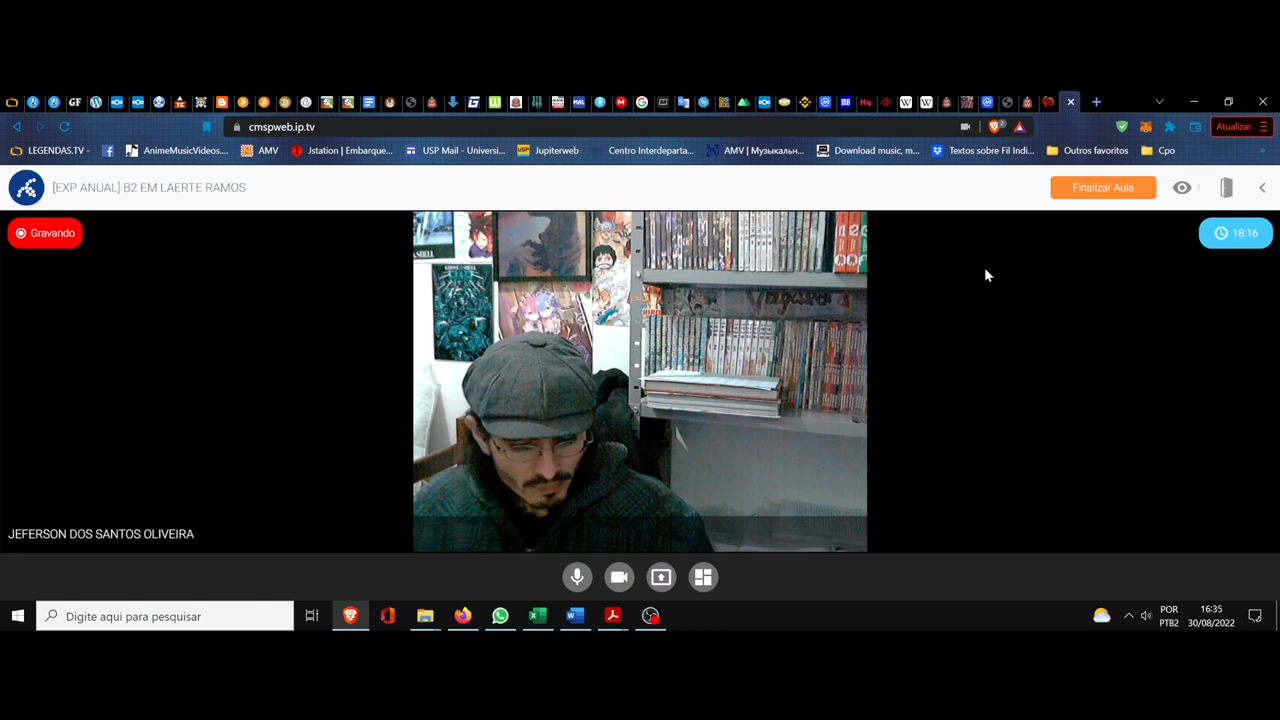 cmspweb.ip.tv
Atualizar
LEGENDAS.TV -
AnimeMusicVideos....
AMV
Jstation | Embarque...
USP Mail - Universi...
Jupiterweb
Centro Interdeparta...
AMV | Музыкальн...
Download music, m...
Textos sobre Fil Indi...
Outros favoritos
Cpo
[EXP ANUAL] B2 EM LAERTE RAMOS
Finalizar Aula
1
Gravando
18:16
JEFERSON DOS SANTOS OLIVEIRA
Digite aqui para pesquisar
POR
PTB2
16:35
30/08/2022